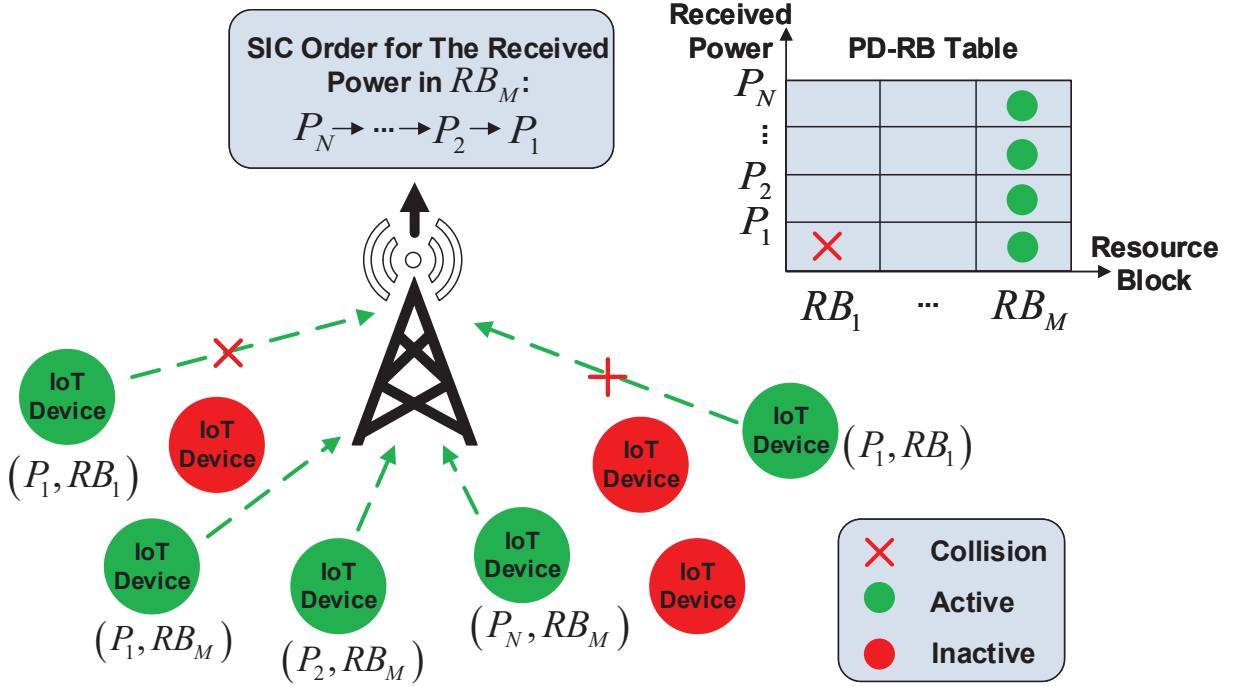 SIC Order for The Received
Power in RB_M:
P_N → ··· → P_2 → P_1
Received
Power
PD-RB Table
P_N
⋮
P_2
P_1
Resource
Block
RB_1 ··· RB_M
IoT
Device
(P_1, RB_1)
IoT
Device
IoT
Device
(P_1, RB_M)
IoT
Device
(P_2, RB_M)
IoT
Device
(P_N, RB_M)
IoT
Device
IoT
Device
IoT
Device
(P_1, RB_1)
Collision
Active
Inactive